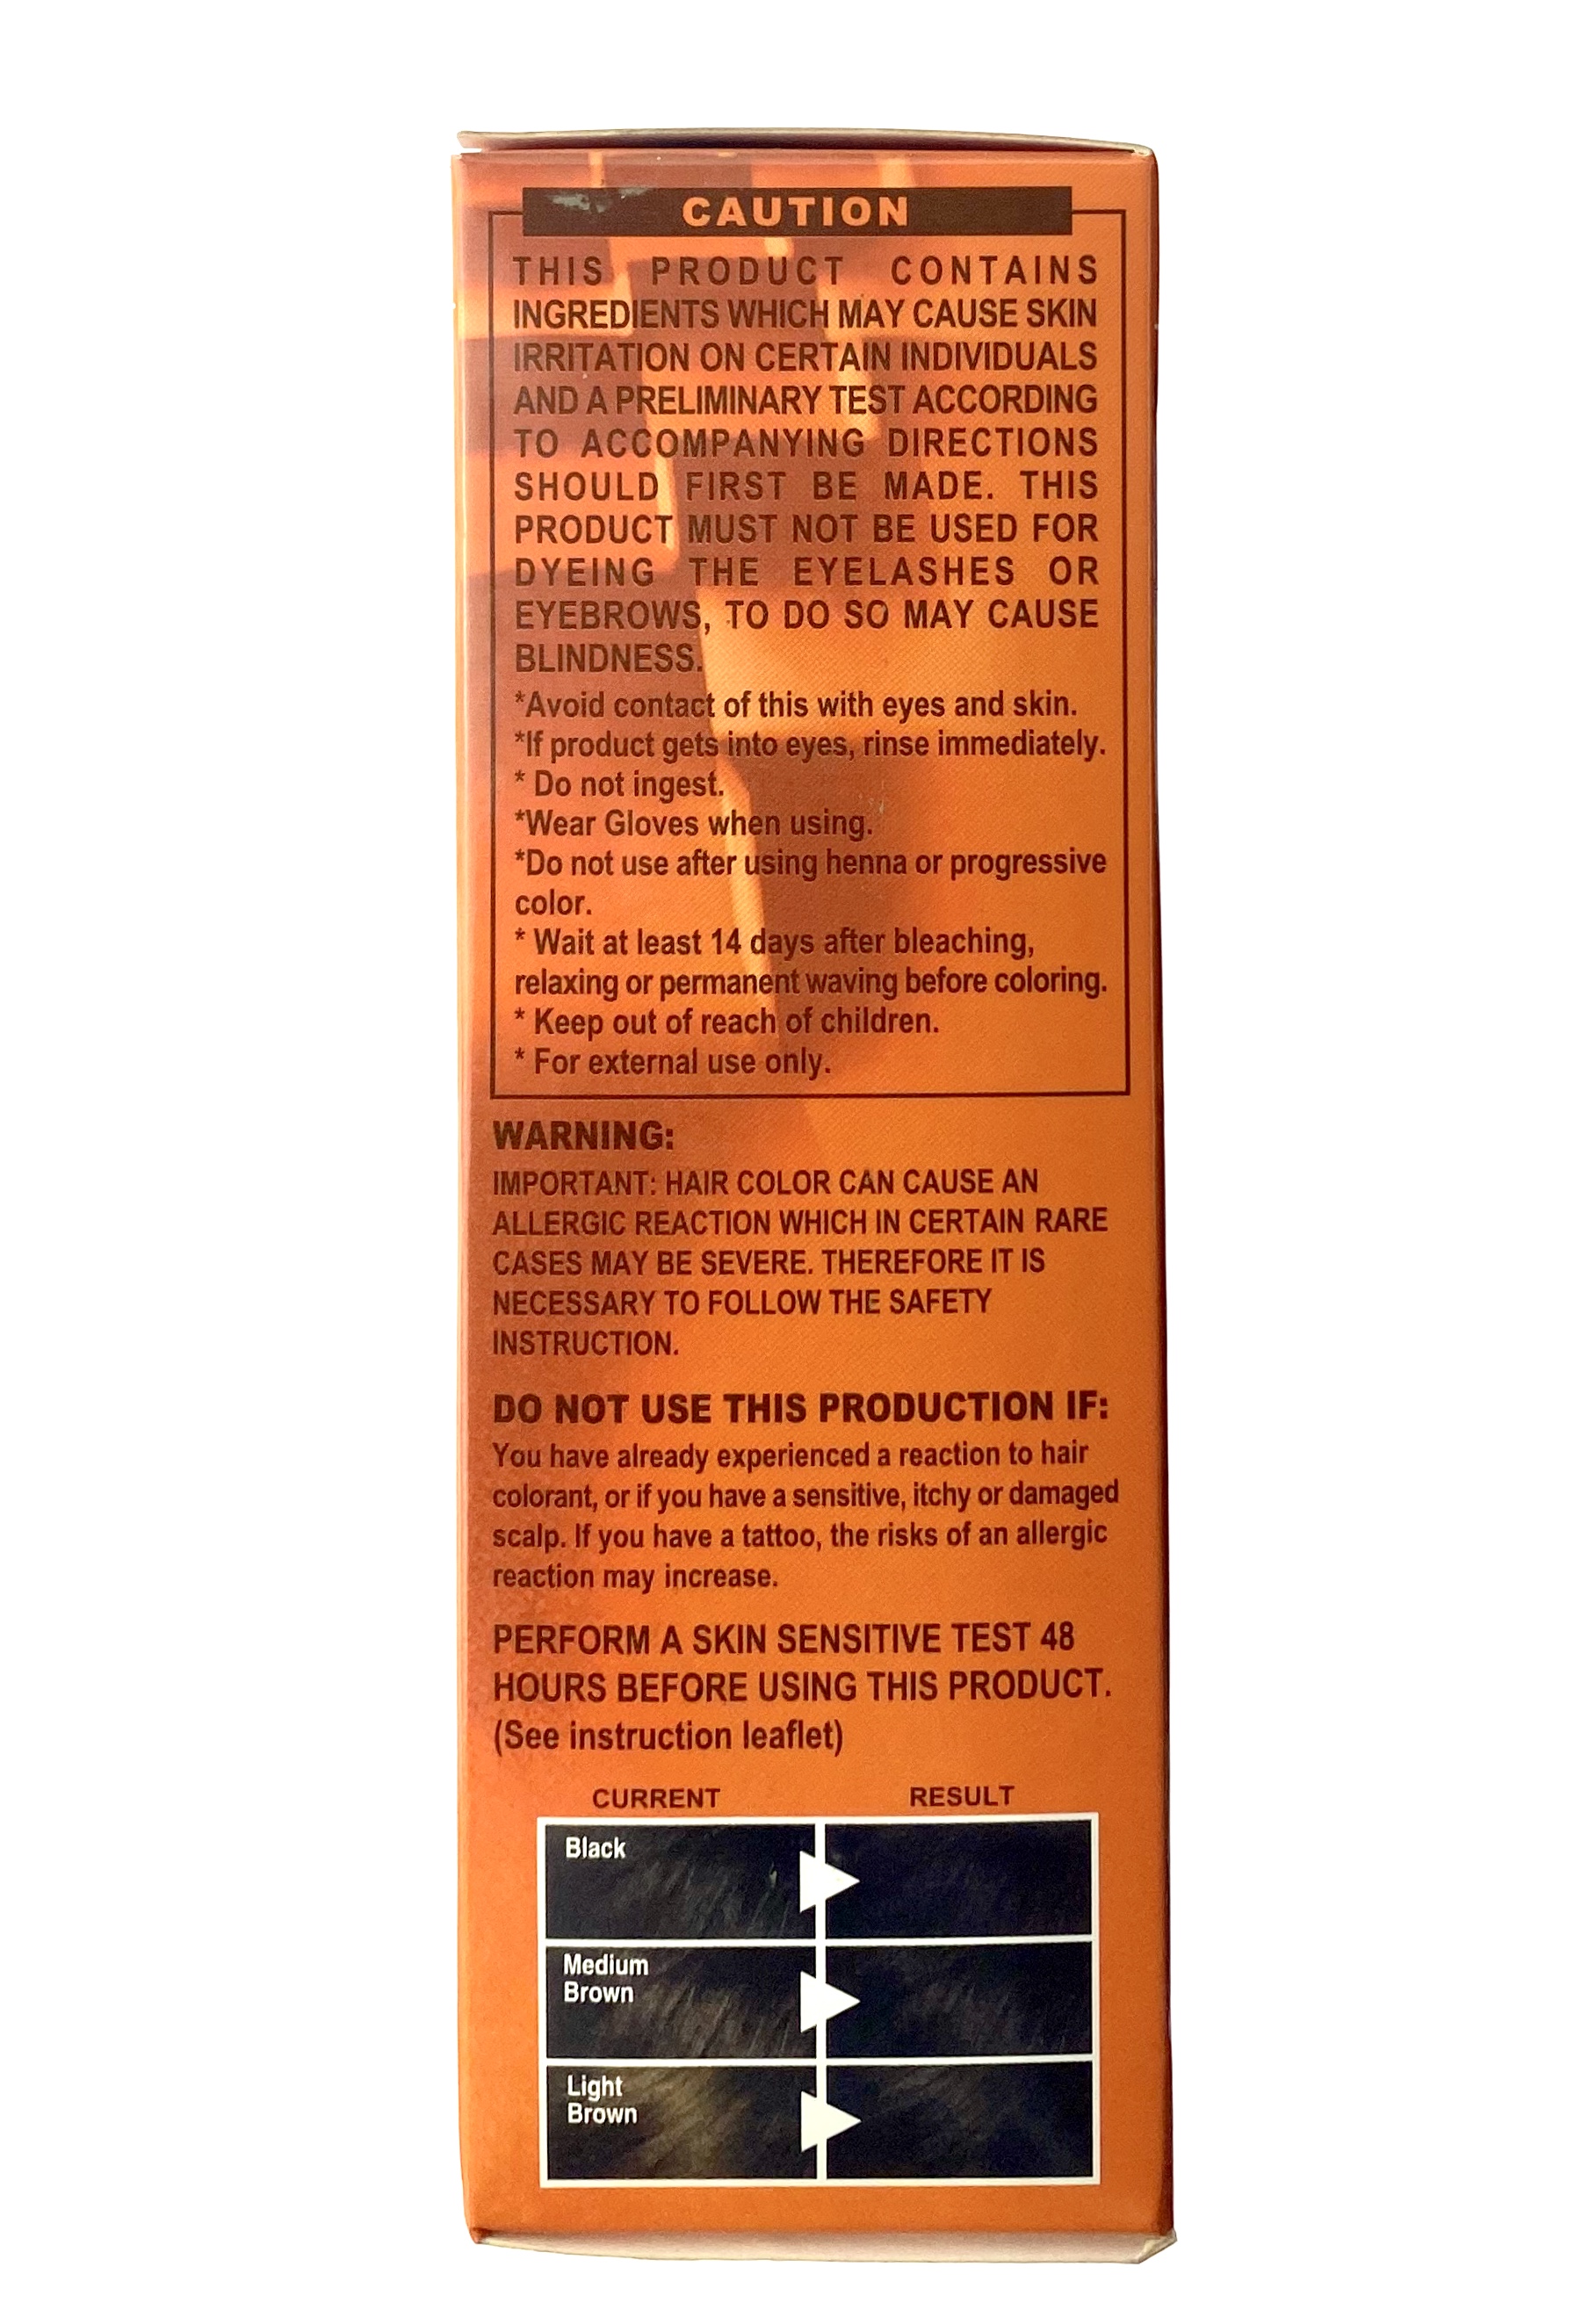 CAUTION
THIS PRODUCT CONTAINS
INGREDIENTS WHICH MAY CAUSE SKIN
IRRITATION ON CERTAIN INDIVIDUALS
AND A PRELIMINARY TEST ACCORDING
TO ACCOMPANYING DIRECTIONS
SHOULD FIRST BE MADE. THIS
PRODUCT MUST NOT BE USED FOR
DYEING THE EYELASHES OR
EYEBROWS, TO DO SO MAY CAUSE
BLINDNESS.
*Avoid contact of this with eyes and skin.
*If product gets into eyes, rinse immediately.
* Do not ingest.
*Wear Gloves when using.
*Do not use after using henna or progressive
color.
* Wait at least 14 days after bleaching,
relaxing or permanent waving before coloring.
* Keep out of reach of children.
* For external use only.
WARNING:
IMPORTANT: HAIR COLOR CAN CAUSE AN
ALLERGIC REACTION WHICH IN CERTAIN RARE
CASES MAY BE SEVERE. THEREFORE IT IS
NECESSARY TO FOLLOW THE SAFETY
INSTRUCTION.
DO NOT USE THIS PRODUCTION IF:
You have already experienced a reaction to hair
colorant, or if you have a sensitive, itchy or damaged
scalp. If you have a tattoo, the risks of an allergic
reaction may increase.
PERFORM A SKIN SENSITIVE TEST 48
HOURS BEFORE USING THIS PRODUCT.
(See instruction leaflet)
CURRENT RESULT
Black
Medium
Brown
Light
Brown